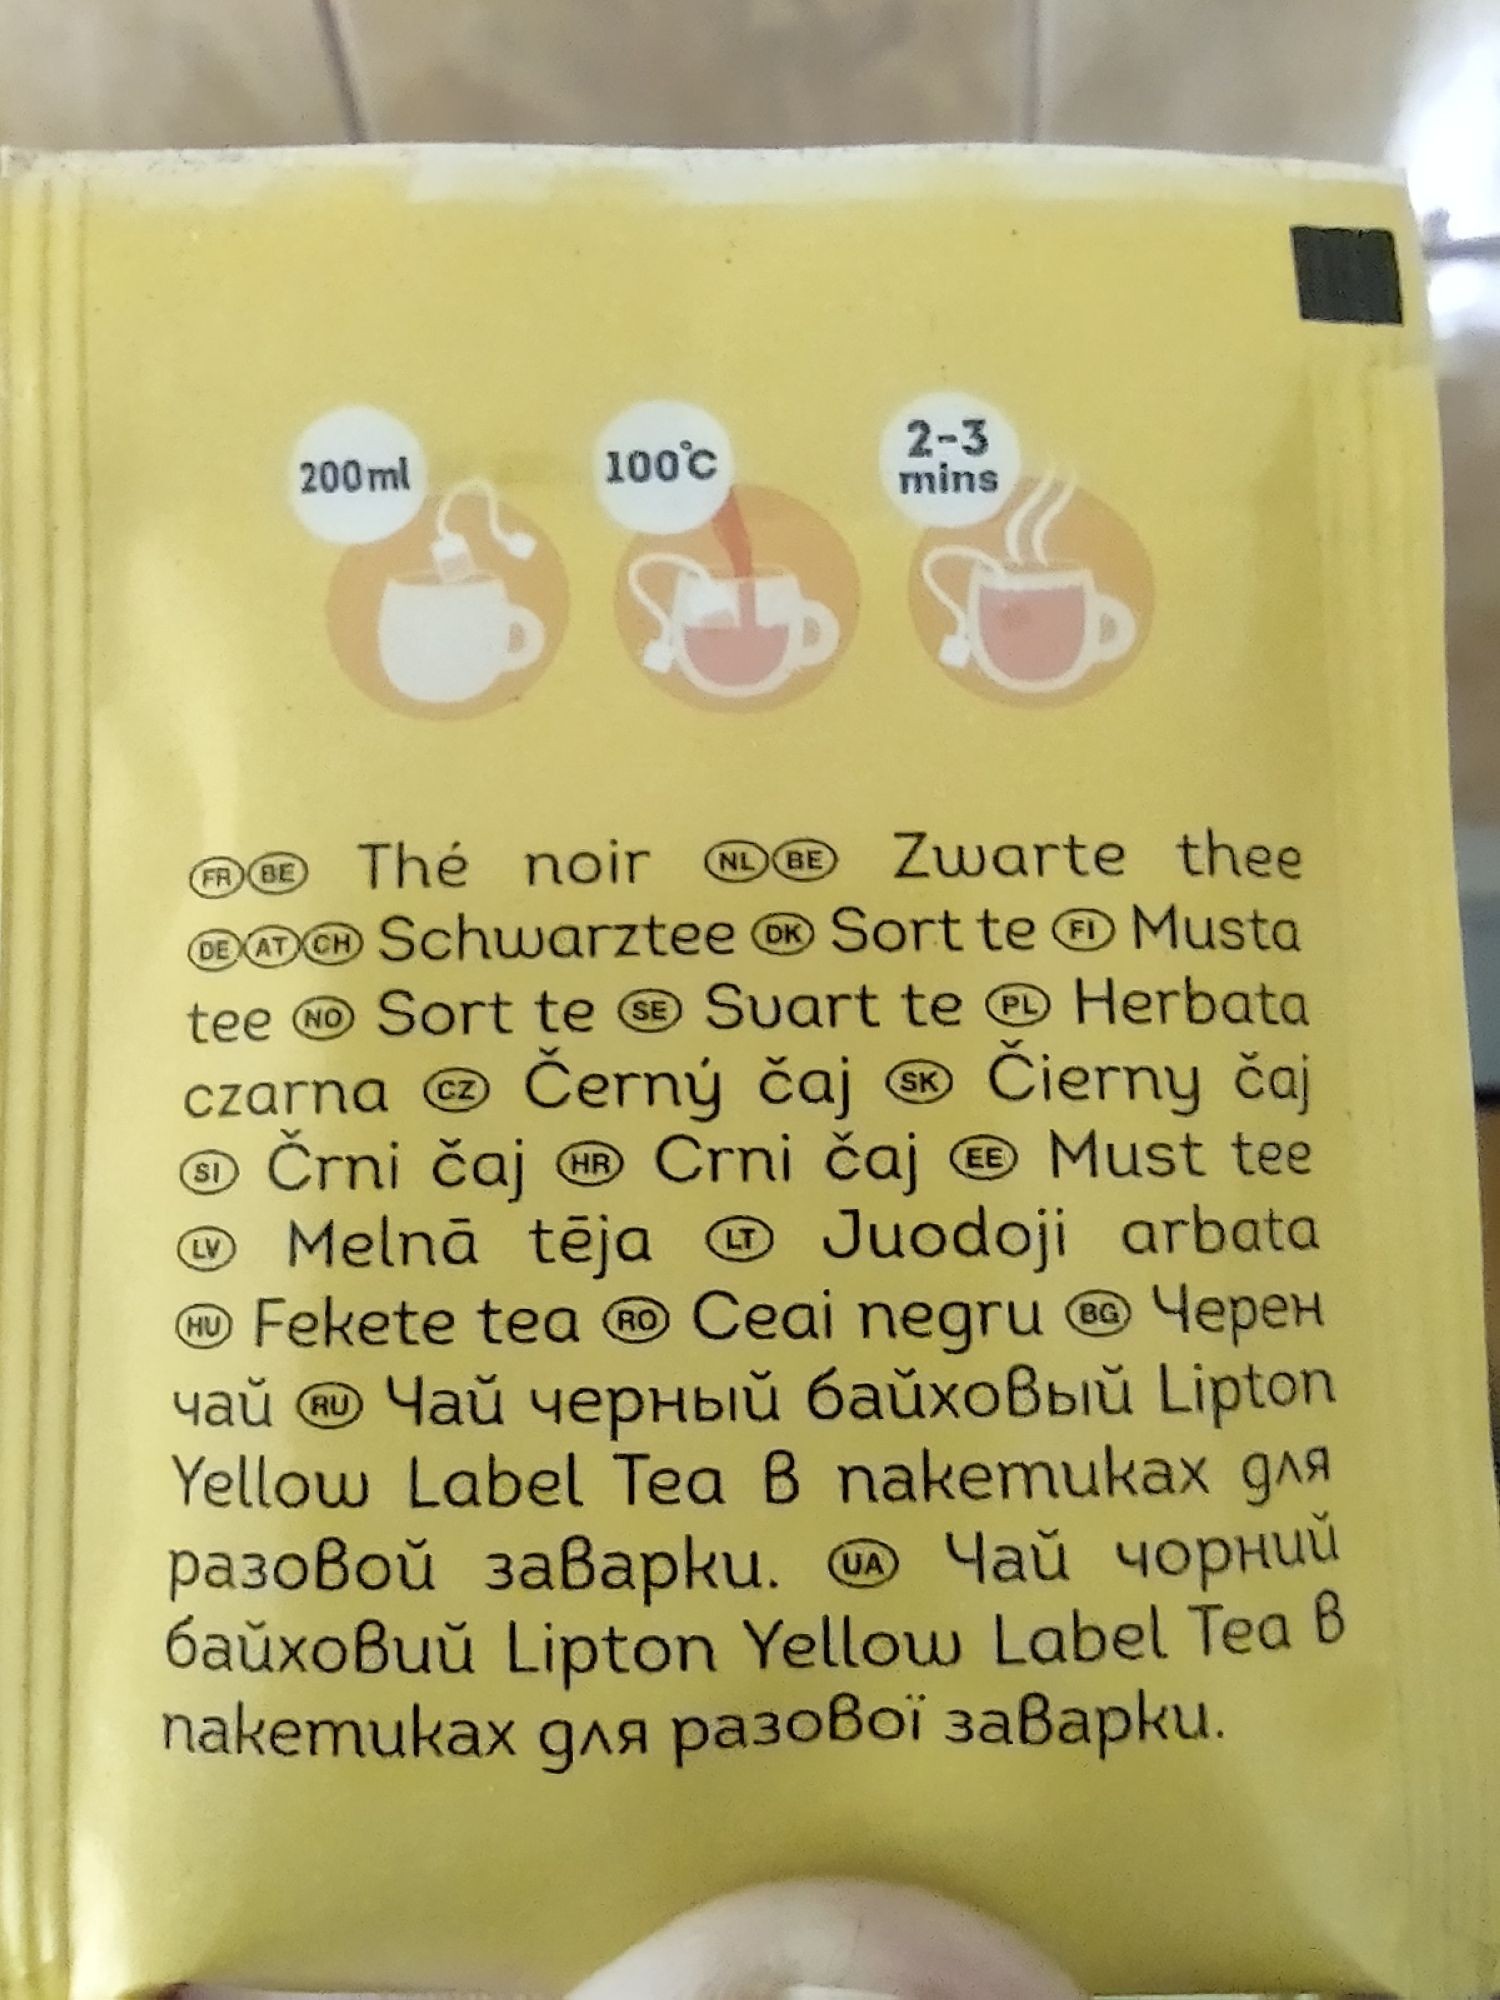 200ml 100°C 2-3
mins
FR BE Thé noir NL BE Zwarte thee
DE AT CH Schwarztee DK Sort te FI Musta
tee NO Sort te SE Svart te PL Herbata
czarna CZ Černý čaj SK Čierny čaj
SI Črni čaj HR Crni čaj EE Must tee
LV Melnā tēja LT Juodoji arbata
HU Fekete tea RO Ceai negru BG Черен
чай RU Чай черный байховый Lipton
Yellow Label Tea в пакетиках для
разовой заварки. UA Чай чорний
байховий Lipton Yellow Label Tea в
пакетиках для разової заварки.